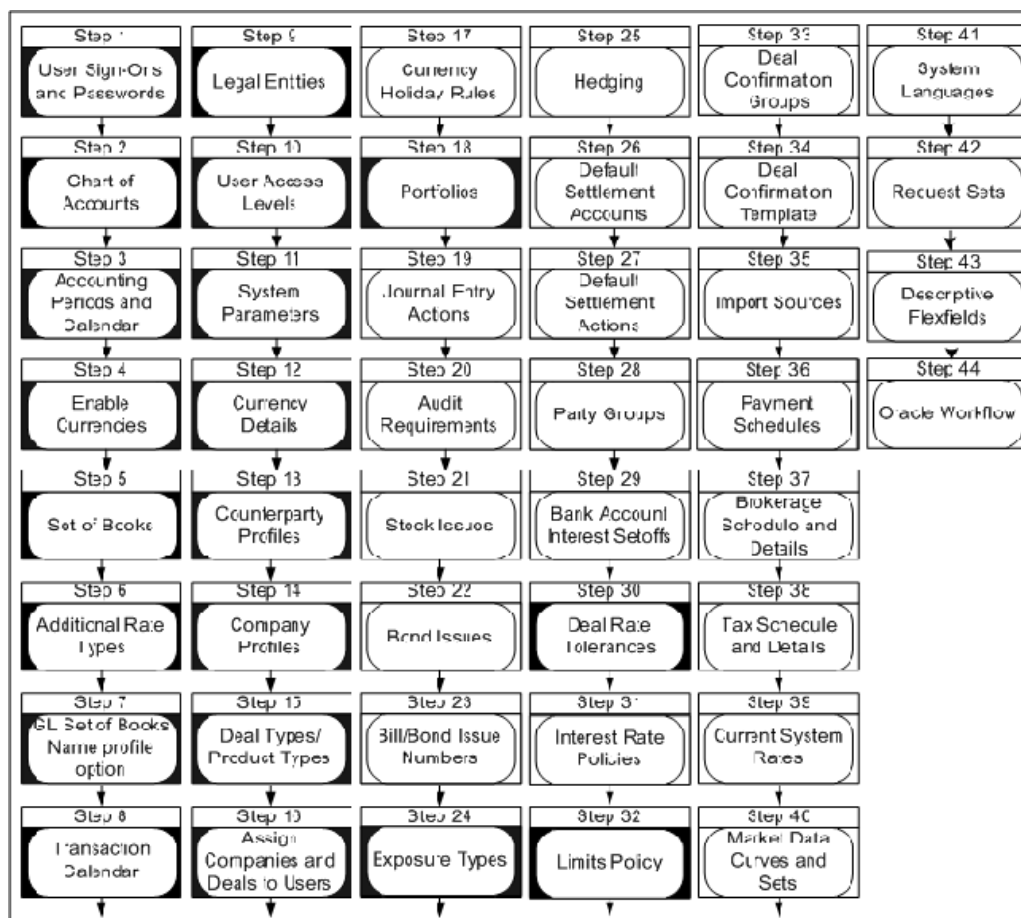 Step 1
User Sign-Ons
and Passwords
Step 2
Chart of
Accounts
Step 3
Accounting
Periods and
Calendar
Step 4
Enable
Currencies
Step 5
Set of Books
Step 6
Additional Rate
Types
Step 7
GL Set of Books
Name profile
option
Step 8
Transaction
Calendar
Step 9
Legal Entities
Step 10
User Access
Levels
Step 11
System
Parameters
Step 12
Currency
Details
Step 13
Counterparty
Profiles
Step 14
Company
Profiles
Step 15
Deal Types/
Product Types
Step 16
Assign
Companies and
Deals to Users
Step 17
Currency
Holiday Rules
Step 18
Portfolios
Step 19
Journal Entry
Actions
Step 20
Audit
Requirements
Step 21
Stock Issues
Step 22
Bond Issues
Step 23
Bill/Bond Issue
Numbers
Step 24
Exposure Types
Step 25
Hedging
Step 26
Default
Settlement
Accounts
Step 27
Default
Settlement
Actions
Step 28
Party Groups
Step 29
Bank Account
Interest Setoffs
Step 30
Deal Rate
Tolerances
Step 31
Interest Rate
Policies
Step 32
Limits Policy
Step 33
Deal
Confirmation
Groups
Step 34
Deal
Confirmation
Template
Step 35
Import Sources
Step 36
Payment
Schedules
Step 37
Brokerage
Schedule and
Details
Step 38
Tax Schedule
and Details
Step 39
Current System
Rates
Step 40
Market Data
Curves and
Sets
Step 41
System
Languages
Step 42
Request Sets
Step 43
Descriptive
Flexfields
Step 44
Oracle Workflow